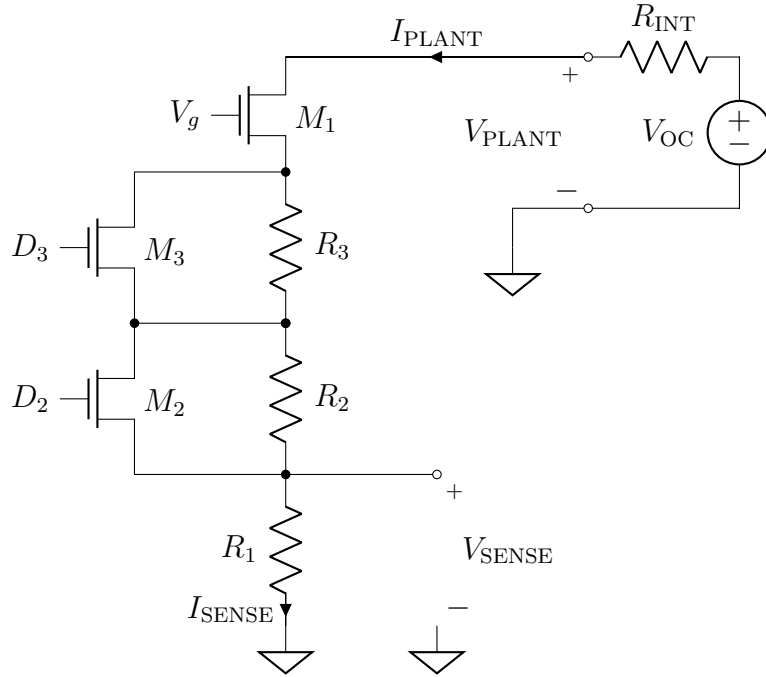 I_PLANT
R_INT
+
V_g
M_1
V_PLANT
V_OC
+
−
−
D_3
M_3
R_3
D_2
M_2
R_2
+
R_1
V_SENSE
I_SENSE
−